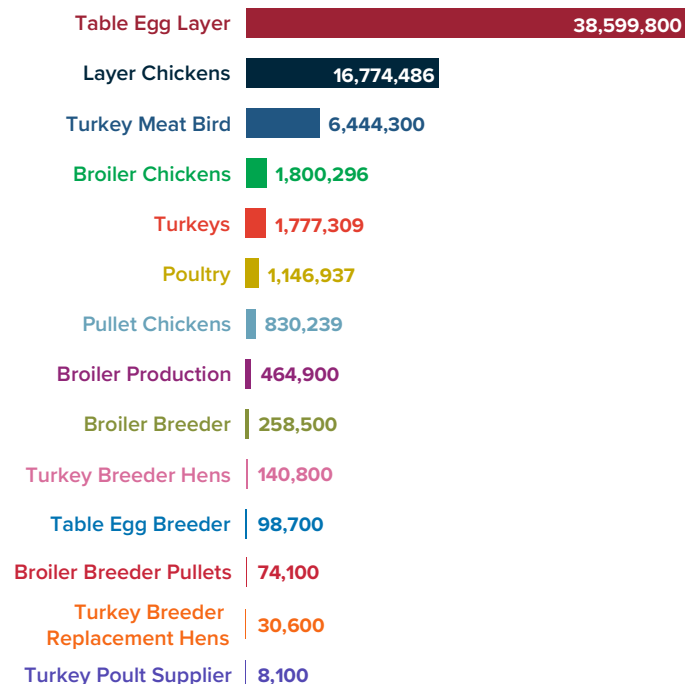 Table Egg Layer 38,599,800
Layer Chickens 16,774,486
Turkey Meat Bird 6,444,300
Broiler Chickens 1,800,296
Turkeys 1,777,309
Poultry 1,146,937
Pullet Chickens 830,239
Broiler Production 464,900
Broiler Breeder 258,500
Turkey Breeder Hens 140,800
Table Egg Breeder 98,700
Broiler Breeder Pullets 74,100
Turkey Breeder
Replacement Hens 30,600
Turkey Poult Supplier 8,100